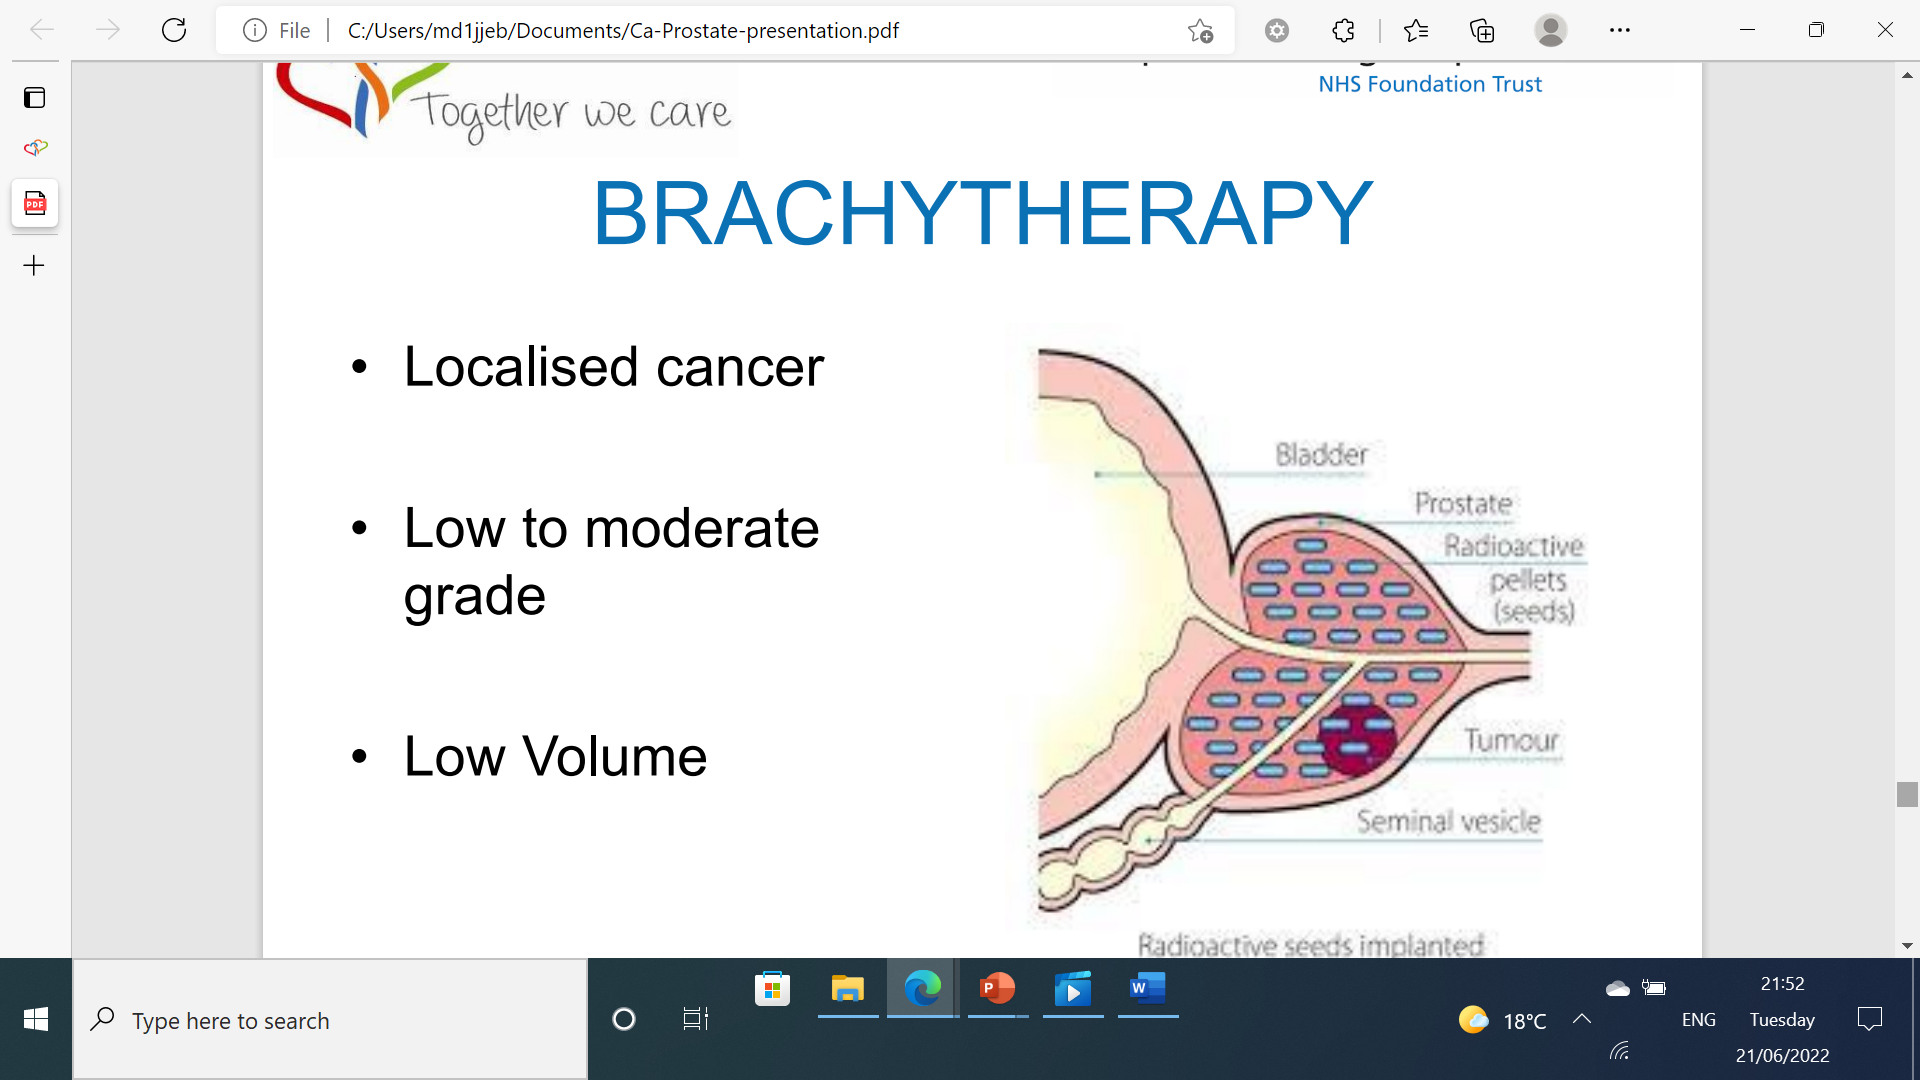 File
C:/Users/md1jjeb/Documents/Ca-Prostate-presentation.pdf
PDF
Together we care
NHS Foundation Trust
BRACHYTHERAPY
• Localised cancer
• Low to moderate
grade
• Low Volume
Bladder
Prostate
Radioactive
pellets
(seeds)
Tumour
Seminal vesicle
Radioactive seeds implanted
Type here to search
P
W
18°C
ENG
21:52
Tuesday
21/06/2022